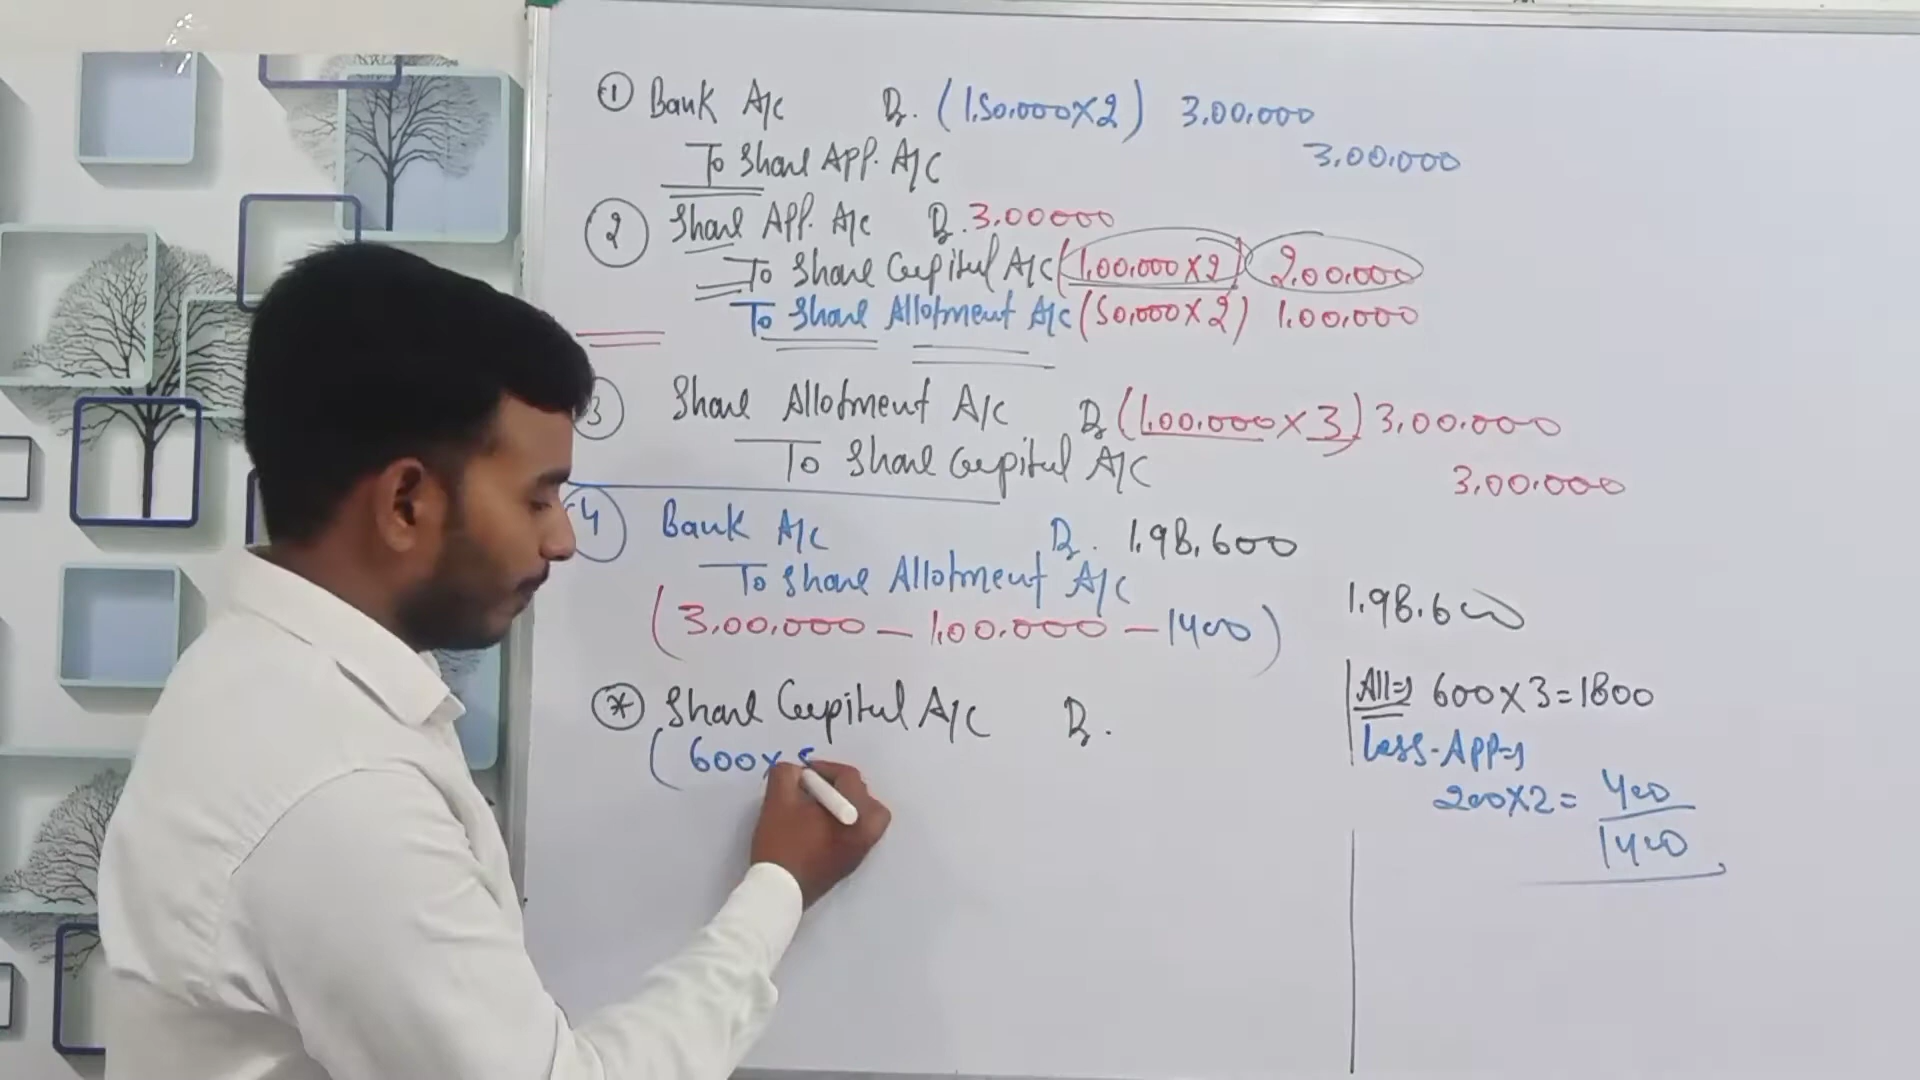 ① Bank A/c Dr. (1,50,000×2) 3,00,000
To Share App. A/c 3,00,000
② Share App. A/c Dr. 3,00000
To Share Capital A/c (1,00,000×2) 2,00,000
To Share Allotment A/c (50,000×2) 1,00,000
③ Share Allotment A/c Dr (1,00,000×3) 3,00,000
To Share Capital A/c 3,00,000
④ Bank A/c Dr. 1,98,600
To Share Allotment A/c
(3,00,000 – 1,00,000 – 1400)
1,98,600
All⇒ 600×3=1800
Less-App⇒
200×2= 400
1400
* Share Capital A/c Dr.
(600×5